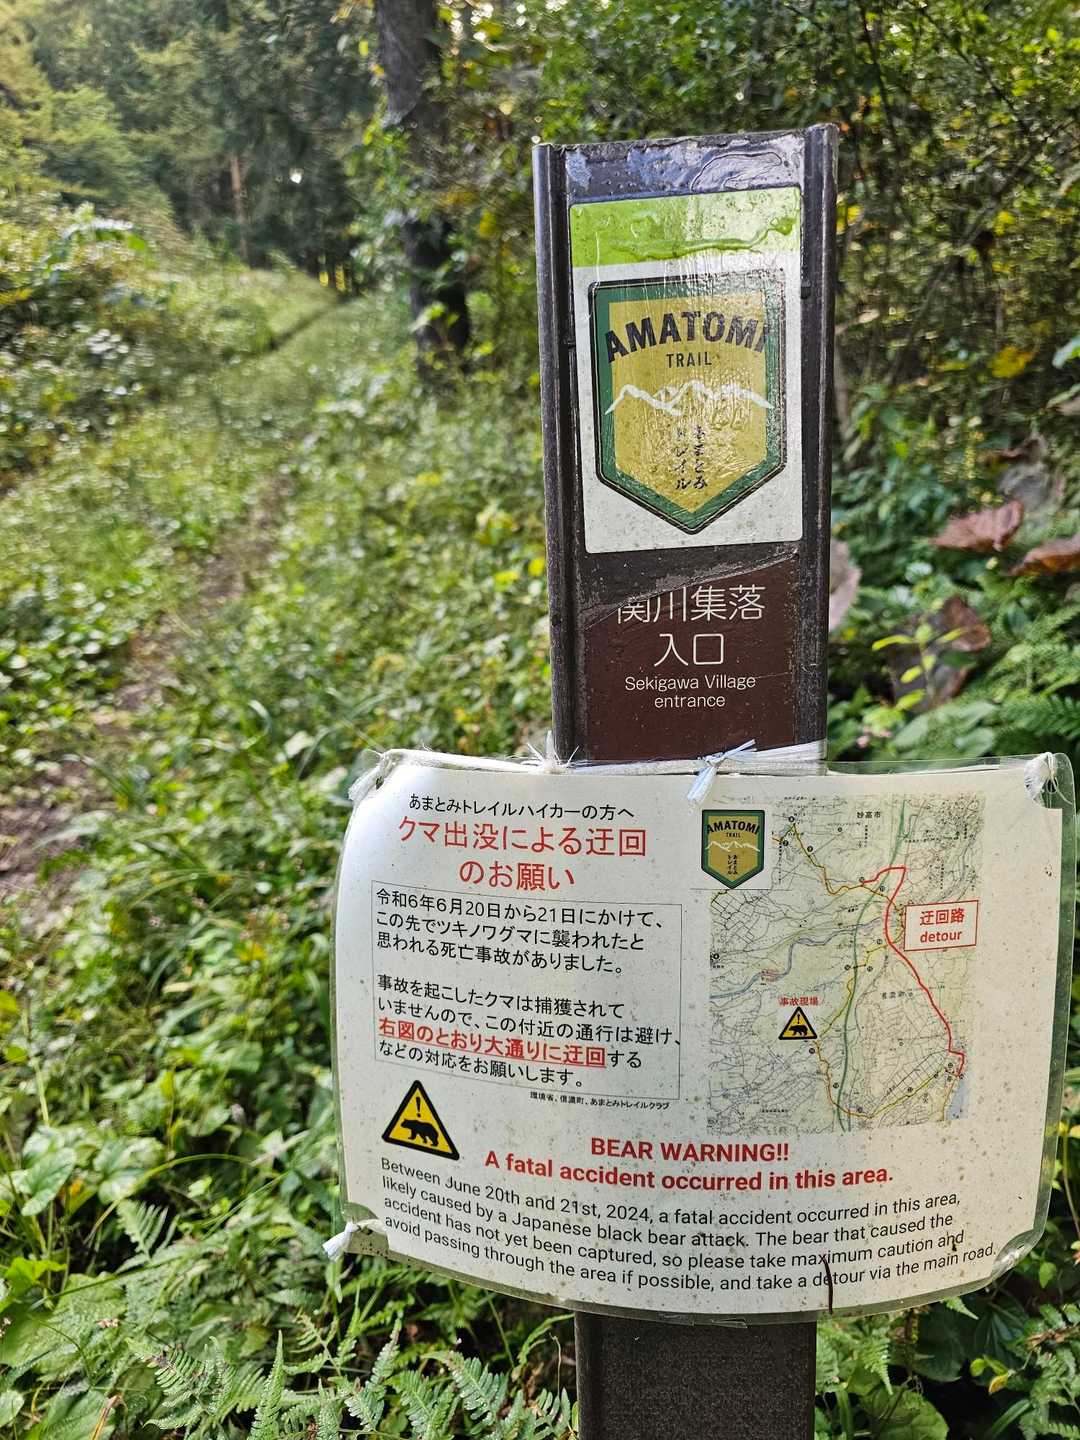 AMATOMI
TRAIL
あまとみ
トレイル
関川集落
入口
Sekigawa Village
entrance
あまとみトレイルハイカーの方へ
クマ出没による迂回
のお願い
令和6年6月20日から21日にかけて、
この先でツキノワグマに襲われたと
思われる死亡事故がありました。
事故を起こしたクマは捕獲されて
いませんので、この付近の通行は避け、
右図のとおり大通りに迂回する
などの対応をお願いします。
環境省、信濃町、あまとみトレイルクラブ
AMATOMI
TRAIL
あまとみ
トレイル
妙高市
迂回路
detour
事故現場
BEAR WARNING!!
A fatal accident occurred in this area.
Between June 20th and 21st, 2024, a fatal accident occurred in this area,
likely caused by a Japanese black bear attack. The bear that caused the
accident has not yet been captured, so please take maximum caution and
avoid passing through the area if possible, and take a detour via the main road.